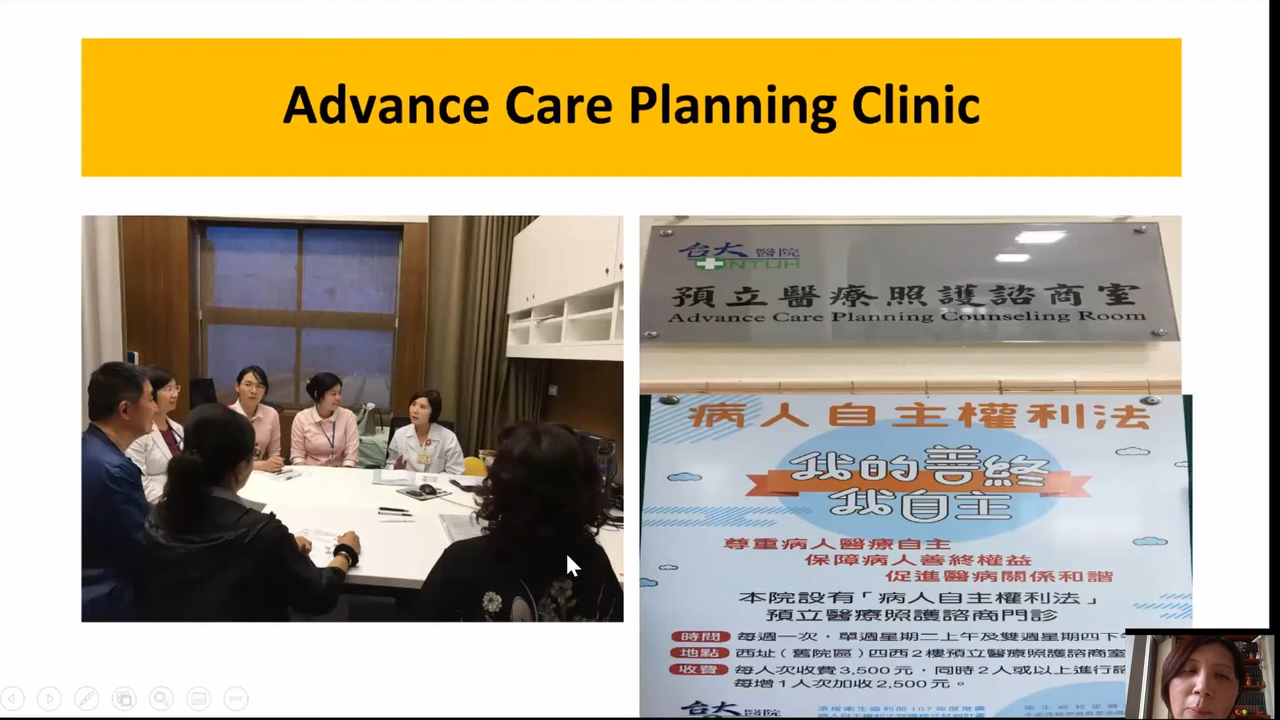 Advance Care Planning Clinic
台大醫院
NTUH
預立醫療照護諮商室
Advance Care Planning Counseling Room
病人自主權利法
我的善終
我自主
尊重病人醫療自主
保障病人善終權益
促進醫病關係和諧
本院設有「病人自主權利法」
預立醫療照護諮商門診
時間 每週一次，單週星期二上午及雙週星期四下
地點 西址（舊院區）四西2樓預立醫療照護諮商室
收費 每人次收費3,500元，同時2人或以上進行諮
每增1人次加收2,500元。
台大醫院